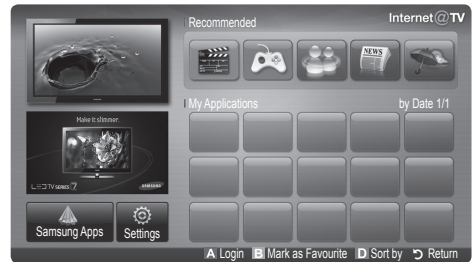 Internet@TV
Recommended
NEWS
My Applications by Date 1/1
Make it slimmer.
LED TV SERIES 7 SAMSUNG
Samsung Apps
Settings
A Login B Mark as Favourite D Sort by Return